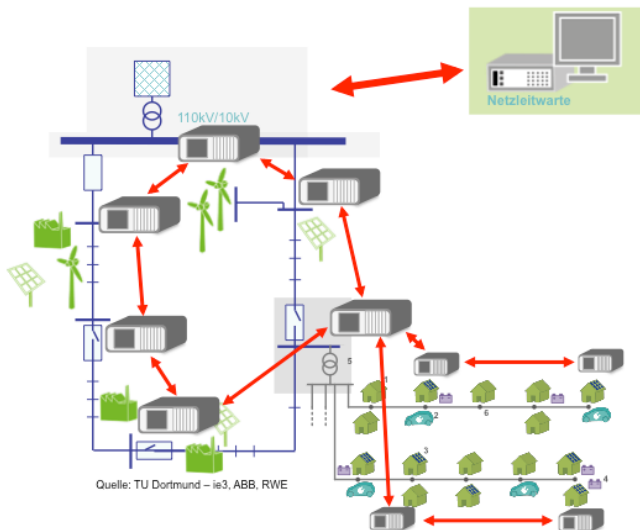 Netzleitwarte
110kV/10kV
5
1
2
6
3
4
Quelle: TU Dortmund – ie3, ABB, RWE